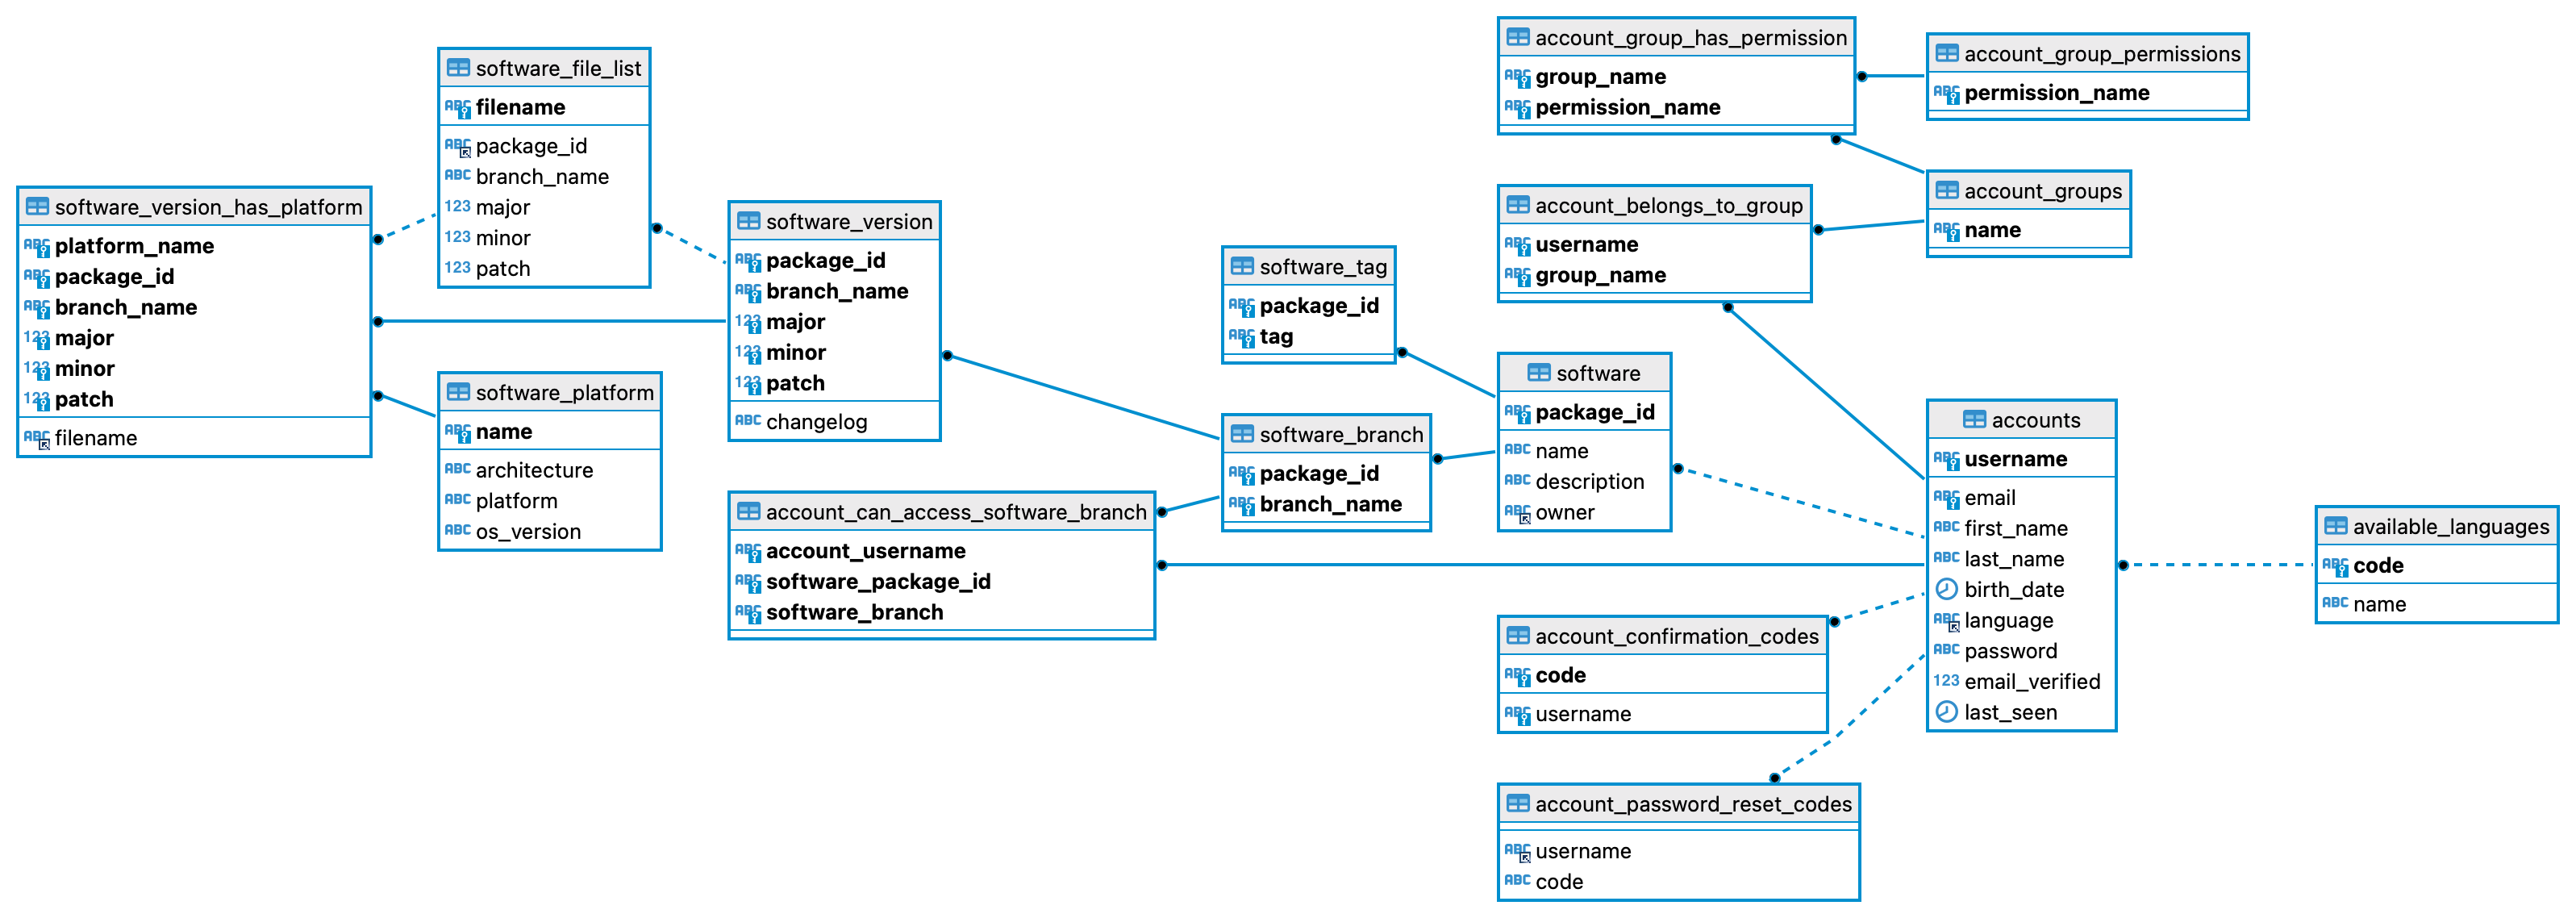 software_version_has_platform
platform_name
package_id
branch_name
major
minor
patch
filename
software_file_list
filename
package_id
branch_name
major
minor
patch
software_platform
name
architecture
platform
os_version
software_version
package_id
branch_name
major
minor
patch
changelog
account_can_access_software_branch
account_username
software_package_id
software_branch
software_tag
package_id
tag
software_branch
package_id
branch_name
account_group_has_permission
group_name
permission_name
account_belongs_to_group
username
group_name
software
package_id
name
description
owner
account_confirmation_codes
code
username
account_password_reset_codes
username
code
account_group_permissions
permission_name
account_groups
name
accounts
username
email
first_name
last_name
birth_date
language
password
email_verified
last_seen
available_languages
code
name